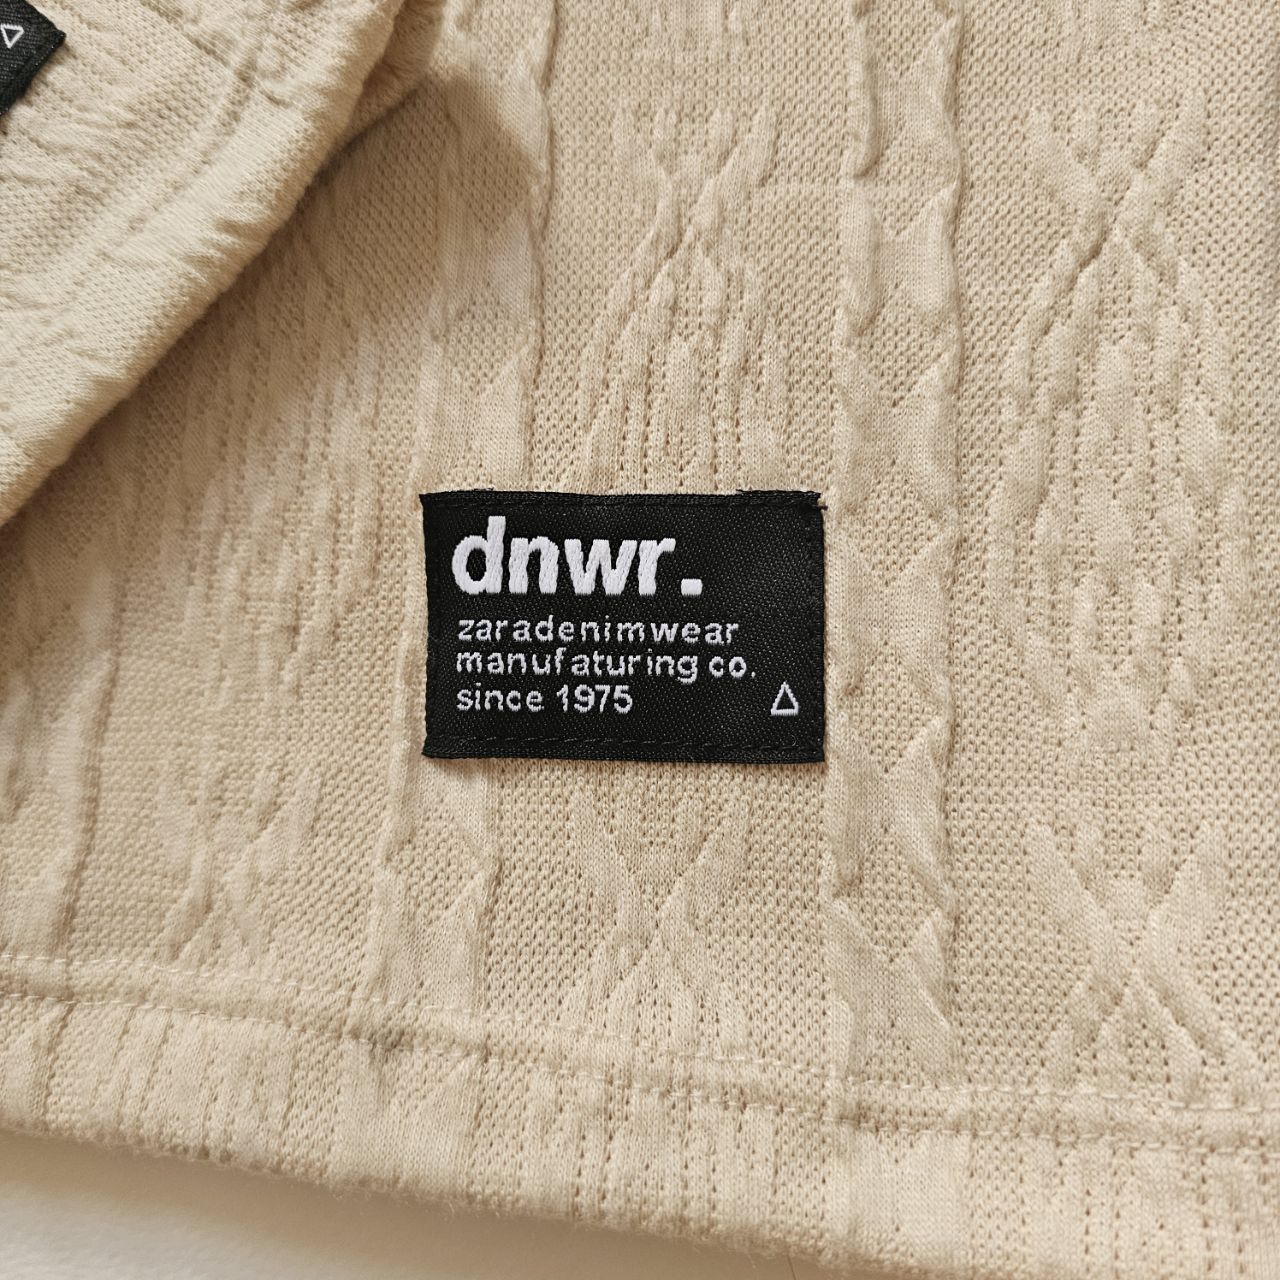 dnwr.
zaradenimwear
manufaturing co.
since 1975